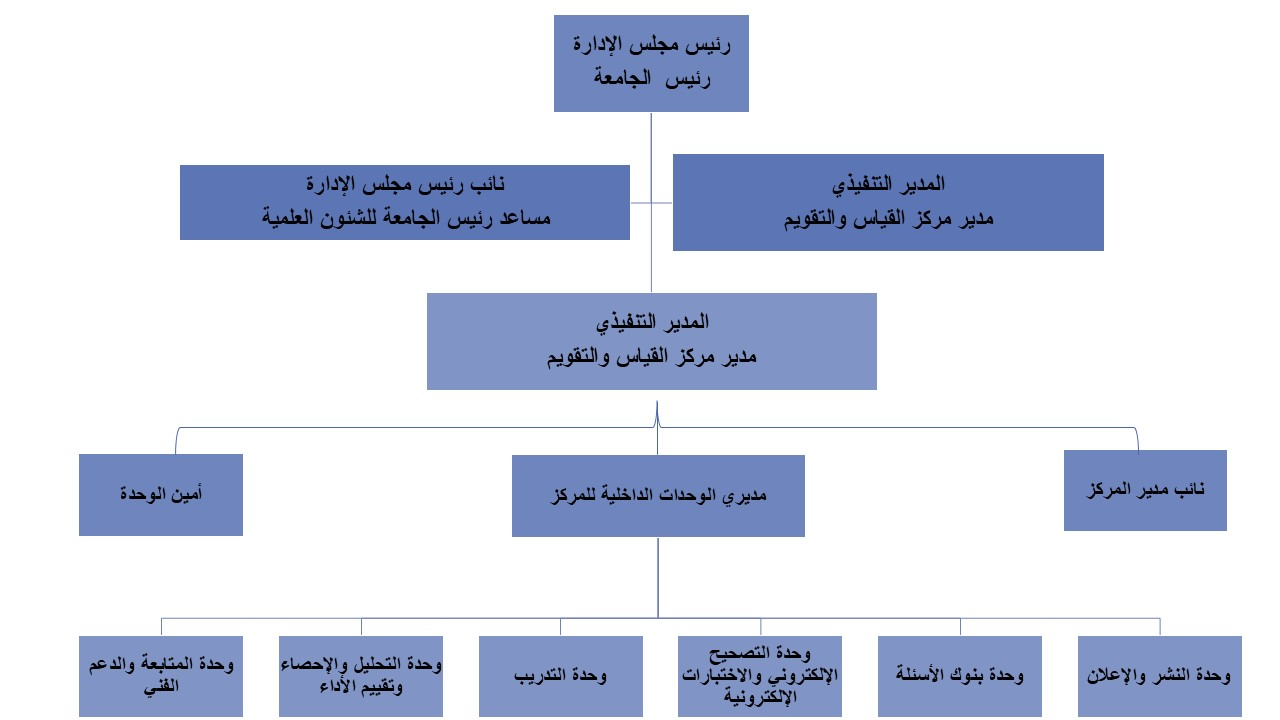 رئيس مجلس الإدارة
رئيس الجامعة
المدير التنفيذي
مدير مركز القياس والتقويم
نائب رئيس مجلس الإدارة
مساعد رئيس الجامعة للشئون العلمية
المدير التنفيذي
مدير مركز القياس والتقويم
نائب مدير المركز
مديري الوحدات الداخلية للمركز
أمين الوحدة
وحدة النشر والإعلان
وحدة بنوك الأسئلة
وحدة التصحيح
الإلكتروني والاختبارات
الإلكترونية
وحدة التدريب
وحدة التحليل والإحصاء
وتقييم الأداء
وحدة المتابعة والدعم
الفني